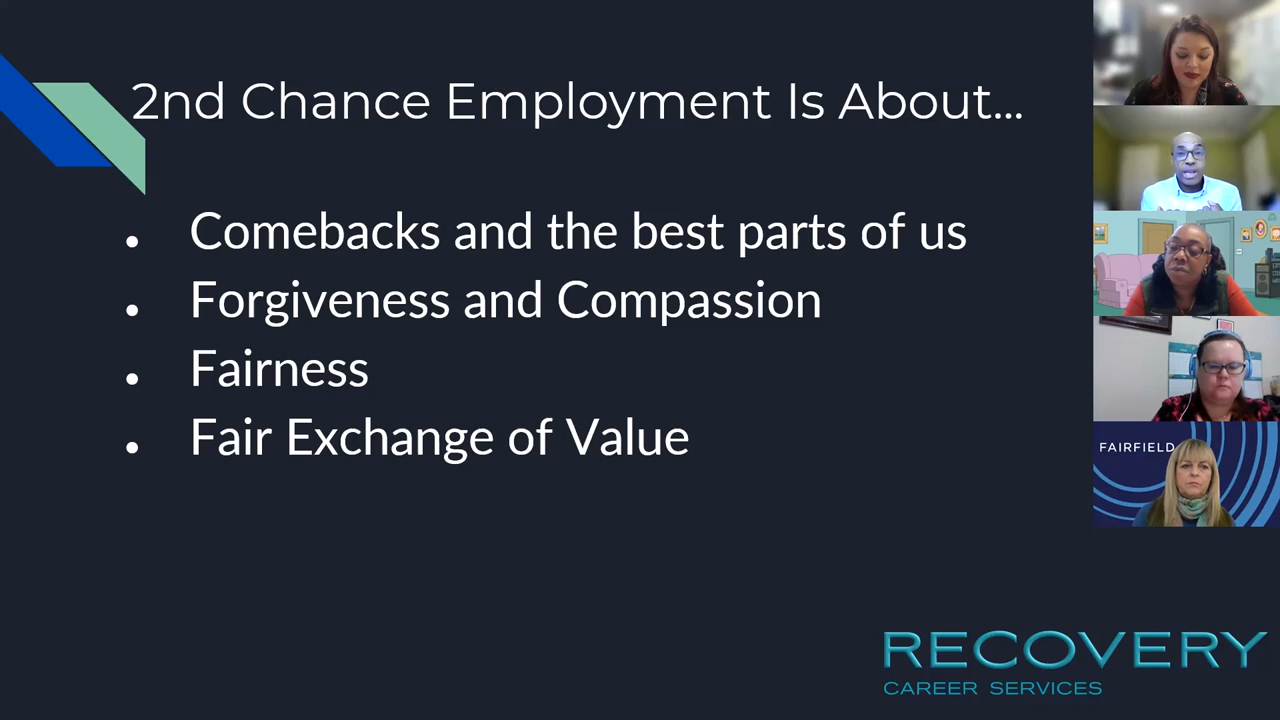 2nd Chance Employment Is About...
• Comebacks and the best parts of us
• Forgiveness and Compassion
• Fairness
• Fair Exchange of Value
FAIRFIELD
RECOVERY
CAREER SERVICES